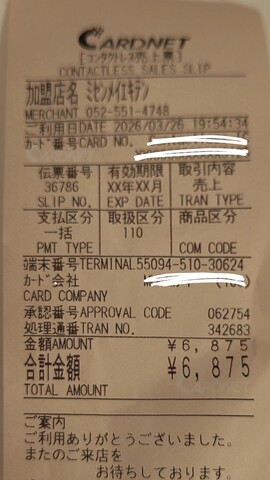 CARDNET
[コンタクトレス売上票]
CONTACTLESS SALES SLIP
加盟店名 ミセンメイエキテン
MERCHANT 052-551-4748
ご利用日DATE 2026/03/26 19:54:34
カード番号CARD NO.
伝票番号 有効期限 取引内容
36786 XX年XX月 売上
SLIP NO. EXP DATE TRAN TYPE
支払区分 取扱区分 商品区分
一括 110
PMT TYPE COM CODE
端末番号TERMINAL55094-510-30624
カード会社
CARD COMPANY
承認番号APPROVAL CODE 062754
処理通番TRAN NO. 342683
金額AMOUNT ¥6,875
合計金額 ¥6,875
TOTAL AMOUNT
ご案内
ご利用ありがとうございました。
またのご来店を
お待ちしております。